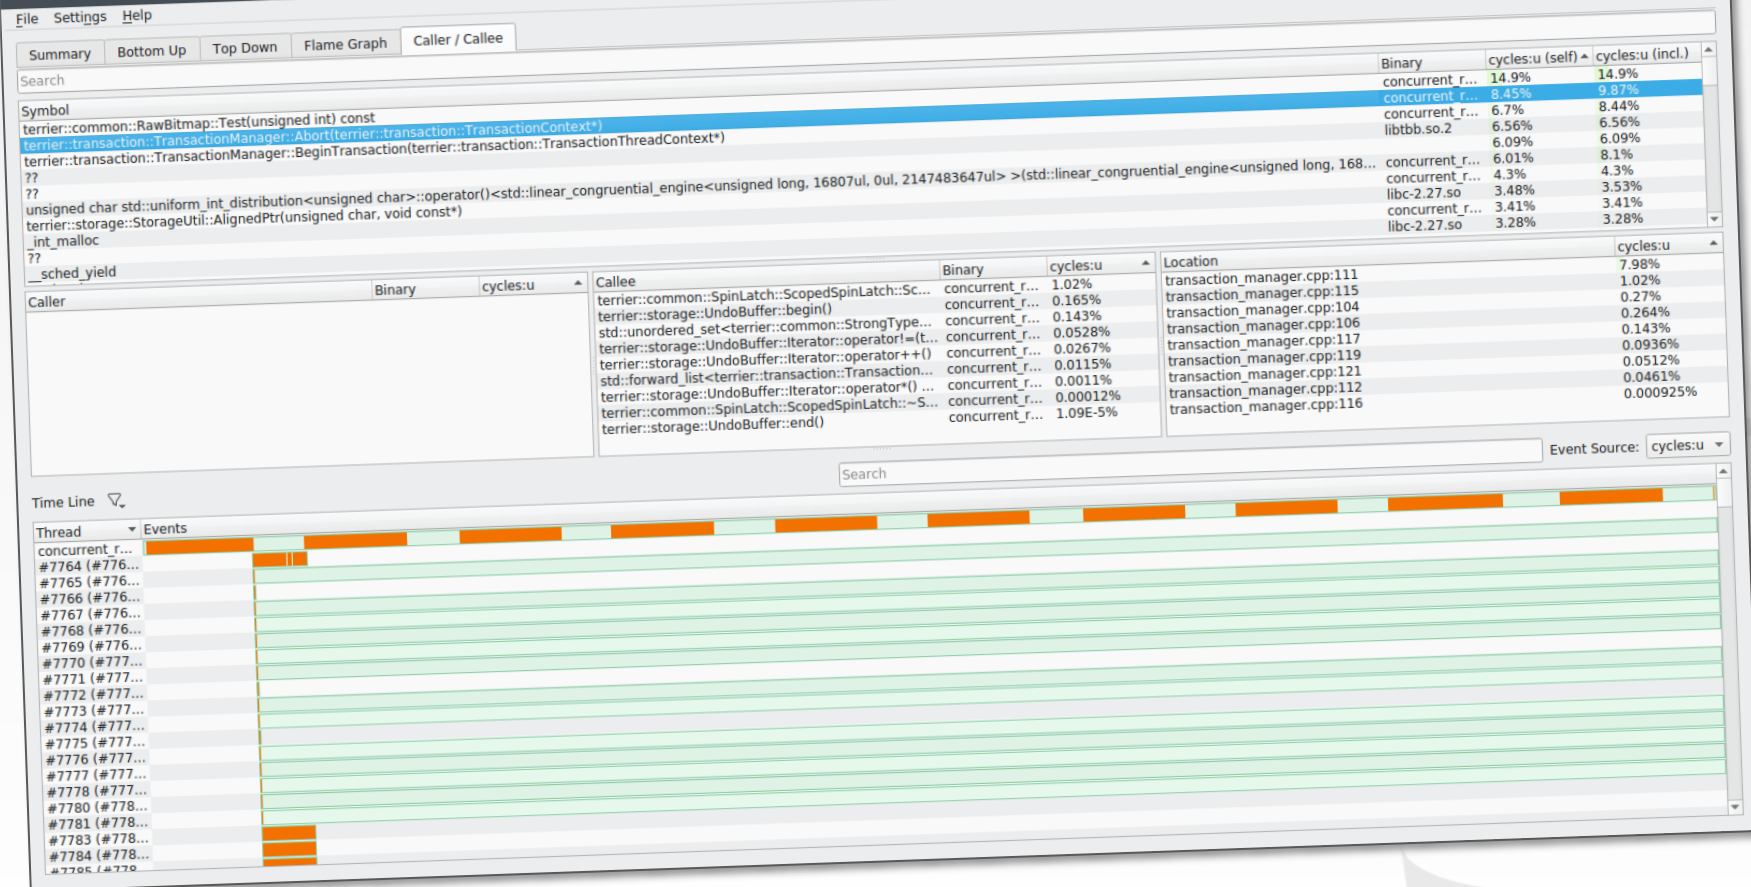 File Settings Help
Summary Bottom Up Top Down Flame Graph Caller / Callee
Search
Symbol Binary cycles:u (self) cycles:u (incl.)
terrier::common::RawBitmap::Test(unsigned int) const concurrent_r... 14.9% 14.9%
terrier::transaction::TransactionManager::Abort(terrier::transaction::TransactionContext*) concurrent_r... 8.45% 9.87%
terrier::transaction::TransactionManager::BeginTransaction(terrier::transaction::TransactionThreadContext*) concurrent_r... 6.7% 8.44%
?? libtbb.so.2 6.56% 6.56%
?? 6.09% 6.09%
unsigned char std::uniform_int_distribution<unsigned char>::operator()<std::linear_congruential_engine<unsigned long, 16807ul, 0ul, 2147483647ul> >(std::linear_congruential_engine<unsigned long, 168... concurrent_r... 6.01% 8.1%
terrier::storage::StorageUtil::AlignedPtr(unsigned char, void const*) concurrent_r... 4.3% 4.3%
_int_malloc libc-2.27.so 3.48% 3.53%
?? concurrent_r... 3.41% 3.41%
__sched_yield libc-2.27.so 3.28% 3.28%
Caller Binary cycles:u
Callee Binary cycles:u
terrier::common::SpinLatch::ScopedSpinLatch::Sc... concurrent_r... 1.02%
terrier::storage::UndoBuffer::begin() concurrent_r... 0.165%
std::unordered_set<terrier::common::StrongType... concurrent_r... 0.143%
terrier::storage::UndoBuffer::Iterator::operator!=(t... concurrent_r... 0.0528%
terrier::storage::UndoBuffer::Iterator::operator++() concurrent_r... 0.0267%
std::forward_list<terrier::transaction::Transaction... concurrent_r... 0.0115%
terrier::storage::UndoBuffer::Iterator::operator*() ... concurrent_r... 0.0011%
terrier::common::SpinLatch::ScopedSpinLatch::~S... concurrent_r... 0.00012%
terrier::storage::UndoBuffer::end() concurrent_r... 1.09E-5%
Location cycles:u
transaction_manager.cpp:111 7.98%
transaction_manager.cpp:115 1.02%
transaction_manager.cpp:104 0.27%
transaction_manager.cpp:106 0.264%
transaction_manager.cpp:117 0.143%
transaction_manager.cpp:119 0.0936%
transaction_manager.cpp:121 0.0512%
transaction_manager.cpp:112 0.0461%
transaction_manager.cpp:116 0.000925%
Time Line Search Event Source: cycles:u
Thread Events
concurrent_r...
#7764 (#776...
#7765 (#776...
#7766 (#776...
#7767 (#776...
#7768 (#776...
#7769 (#776...
#7770 (#777...
#7771 (#777...
#7772 (#777...
#7773 (#777...
#7774 (#777...
#7775 (#777...
#7776 (#777...
#7777 (#777...
#7778 (#777...
#7780 (#778...
#7781 (#778...
#7783 (#778...
#7784 (#778...
#7785 (#778